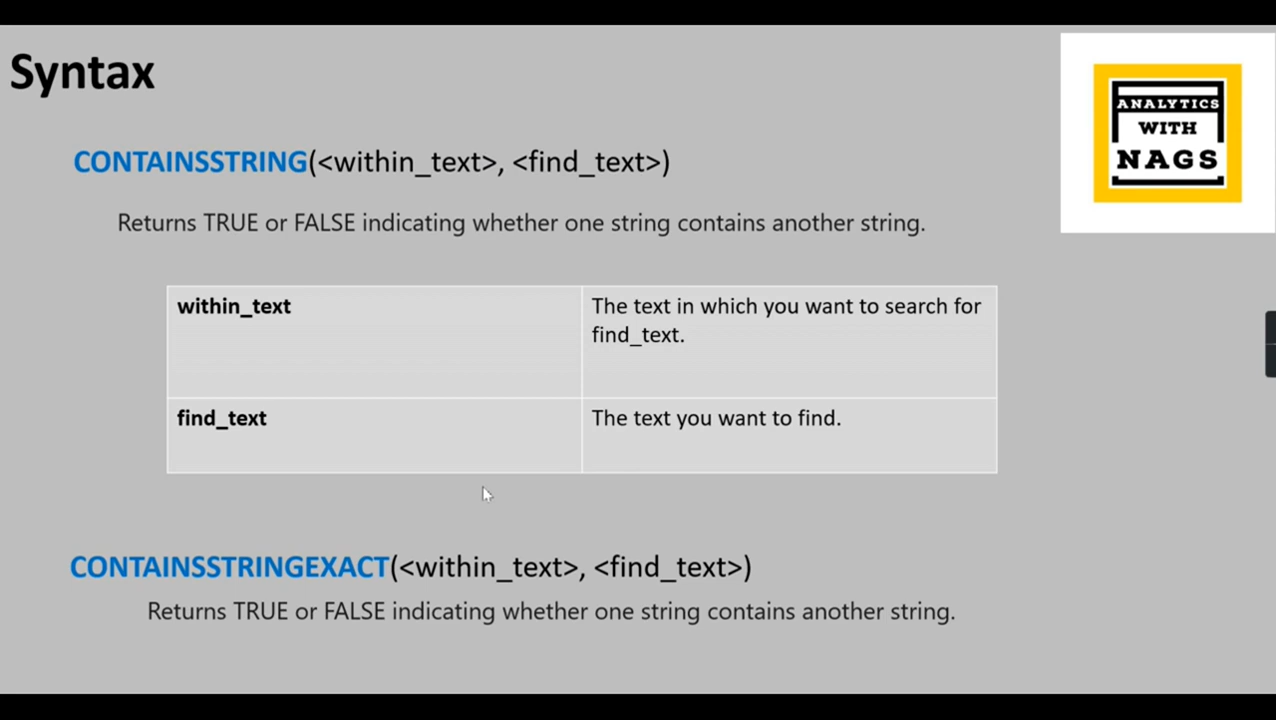 Syntax
ANALYTICS
WITH
NAGS
CONTAINSSTRING(<within_text>, <find_text>)
Returns TRUE or FALSE indicating whether one string contains another string.
within_text
The text in which you want to search for
find_text.
find_text
The text you want to find.
CONTAINSSTRINGEXACT(<within_text>, <find_text>)
Returns TRUE or FALSE indicating whether one string contains another string.